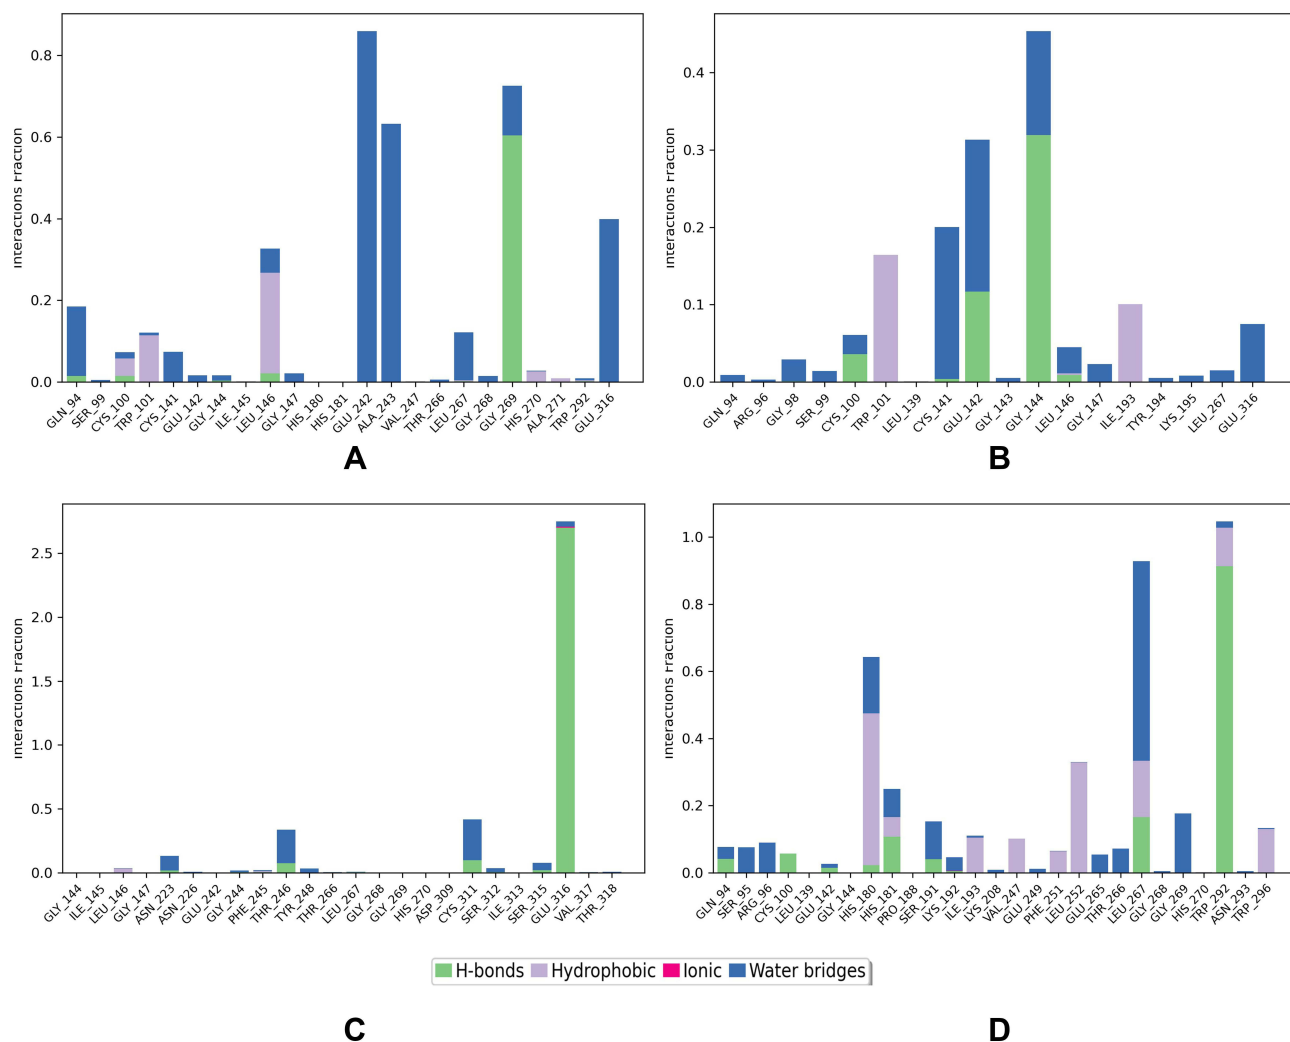 Interactions Fraction
0.8
0.6
0.4
0.2
0.0
GLN_94 SER_99 CYS_100 TRP_101 CYS_141 GLU_142 GLY_144 ILE_145 LEU_146 GLY_147 HIS_180 HIS_181 GLU_242 ALA_243 VAL_247 THR_266 LEU_267 GLY_268 GLY_269 HIS_270 ALA_271 TRP_292 GLU_316
A
Interactions Fraction
0.4
0.3
0.2
0.1
0.0
GLN_94 ARG_96 GLY_98 SER_99 CYS_100 TRP_101 LEU_139 CYS_141 GLU_142 GLY_143 GLY_144 LEU_146 GLY_147 ILE_193 TYR_194 LYS_195 LEU_267 GLU_316
B
Interactions Fraction
2.5
2.0
1.5
1.0
0.5
0.0
GLY_144 ILE_145 LEU_146 GLY_147 ASN_223 ASN_226 GLU_242 GLY_244 PHE_245 THR_246 TYR_248 THR_266 LEU_267 GLY_268 GLY_269 HIS_270 ASP_309 CYS_311 SER_312 ILE_313 SER_315 GLU_316 VAL_317 THR_318
Interactions Fraction
1.0
0.8
0.6
0.4
0.2
0.0
GLN_94 SER_95 ARG_96 CYS_100 LEU_139 GLU_142 GLY_144 HIS_180 HIS_181 PRO_188 SER_191 LYS_192 ILE_193 LYS_208 VAL_247 GLU_249 PHE_251 LEU_252 GLU_265 THR_266 LEU_267 GLY_268 GLY_269 HIS_270 TRP_292 ASN_293 TRP_296
H-bonds Hydrophobic Ionic Water bridges
C
D